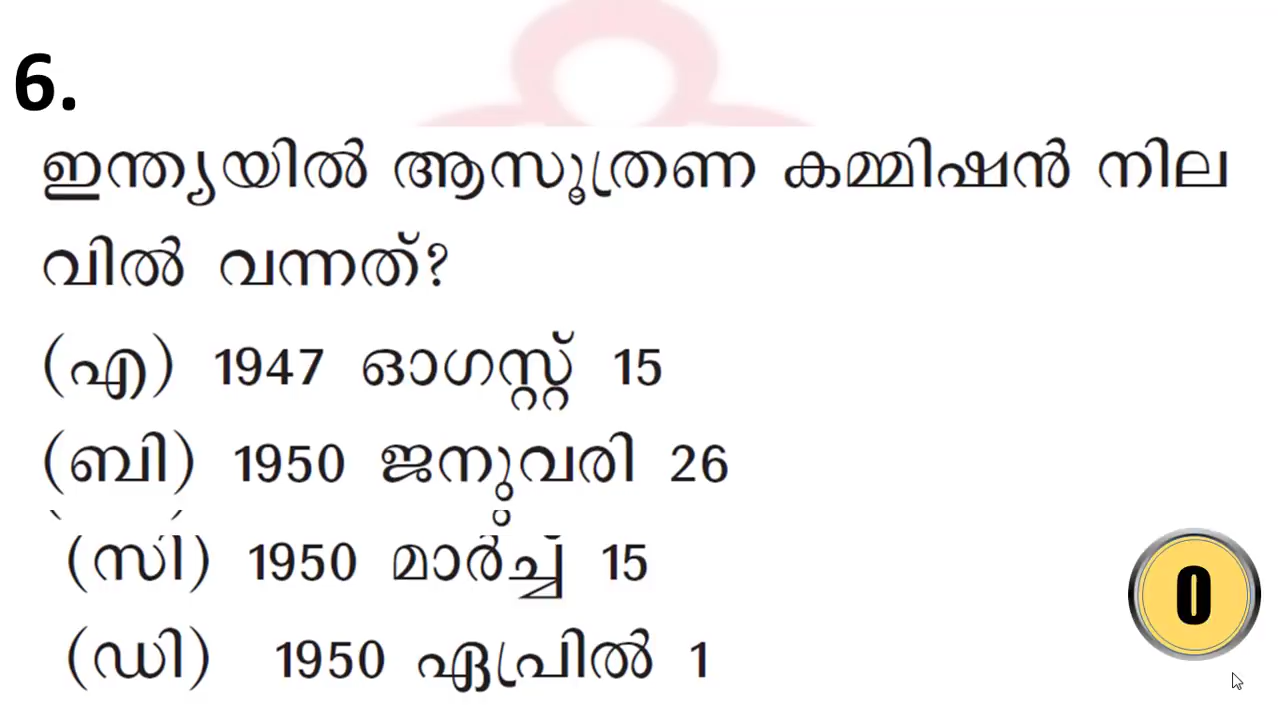 6.
ഇന്ത്യയിൽ ആസൂത്രണ കമ്മിഷൻ നില
വിൽ വന്നത്?
(എ) 1947 ഓഗസ്റ്റ് 15
(ബി) 1950 ജനുവരി 26
(സി) 1950 മാർച്ച് 15
(ഡി) 1950 ഏപ്രിൽ 1
0